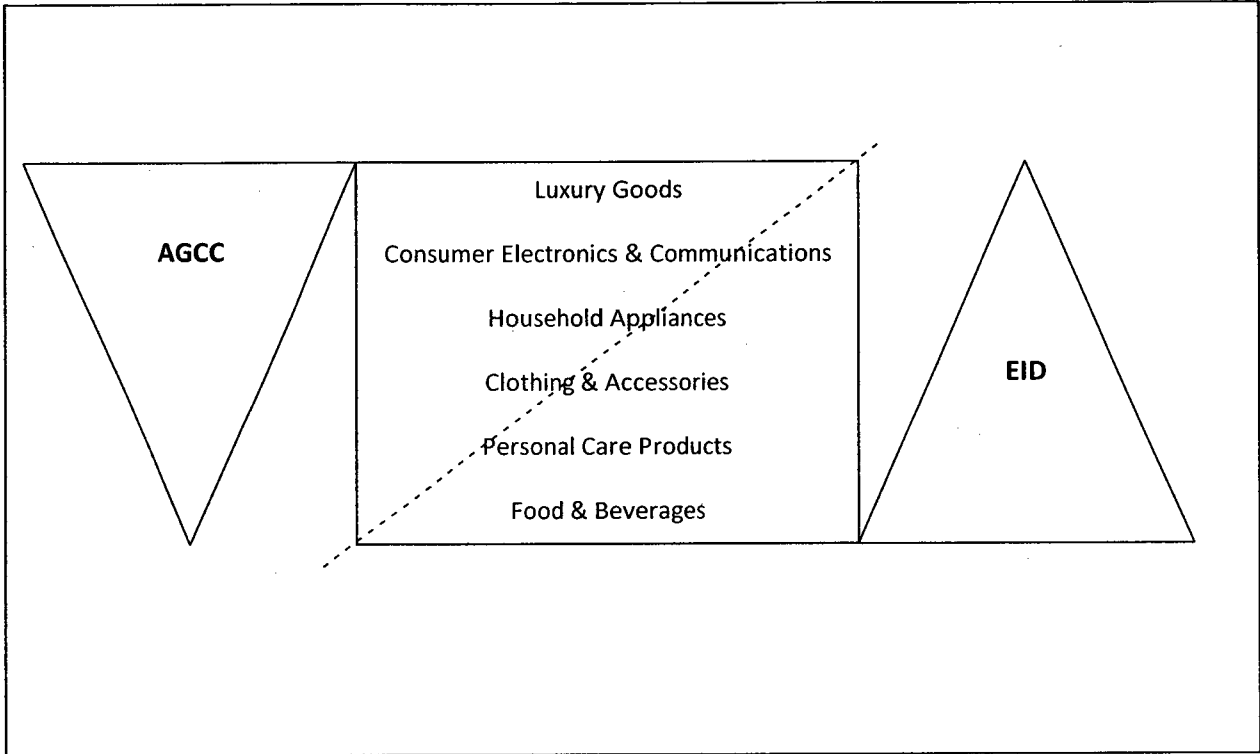 AGCC
Luxury Goods
Consumer Electronics & Communications
Household Appliances
Clothing & Accessories
Personal Care Products
Food & Beverages
EID